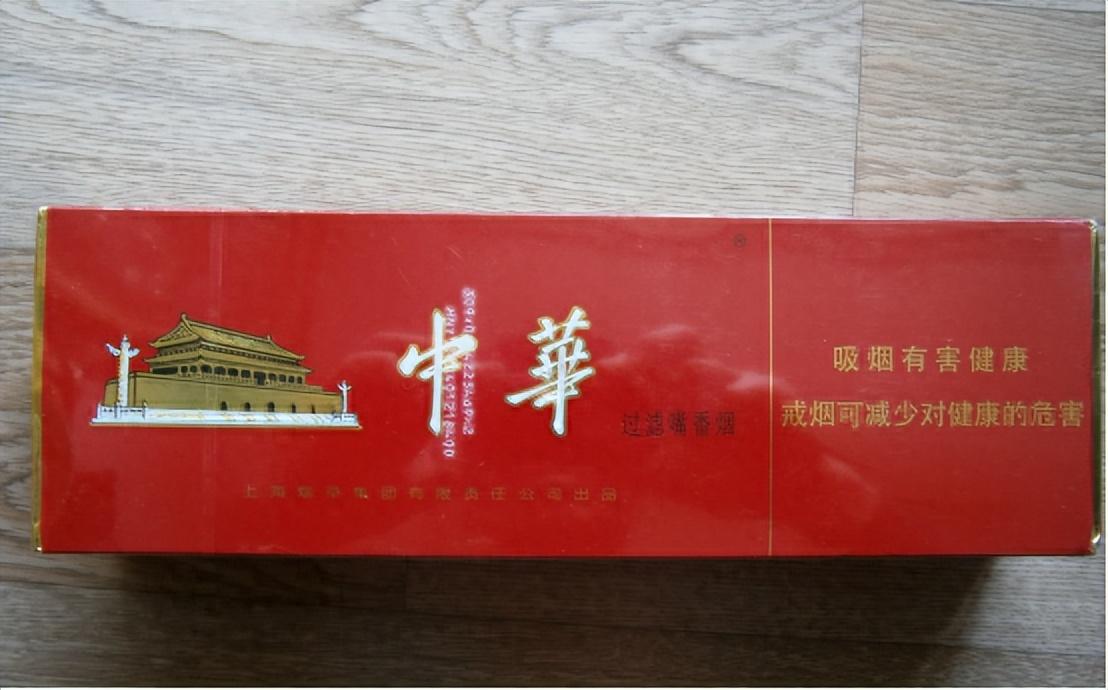 ®
中華
过滤嘴香烟
上海烟草集团有限责任公司出品
吸烟有害健康
戒烟可减少对健康的危害